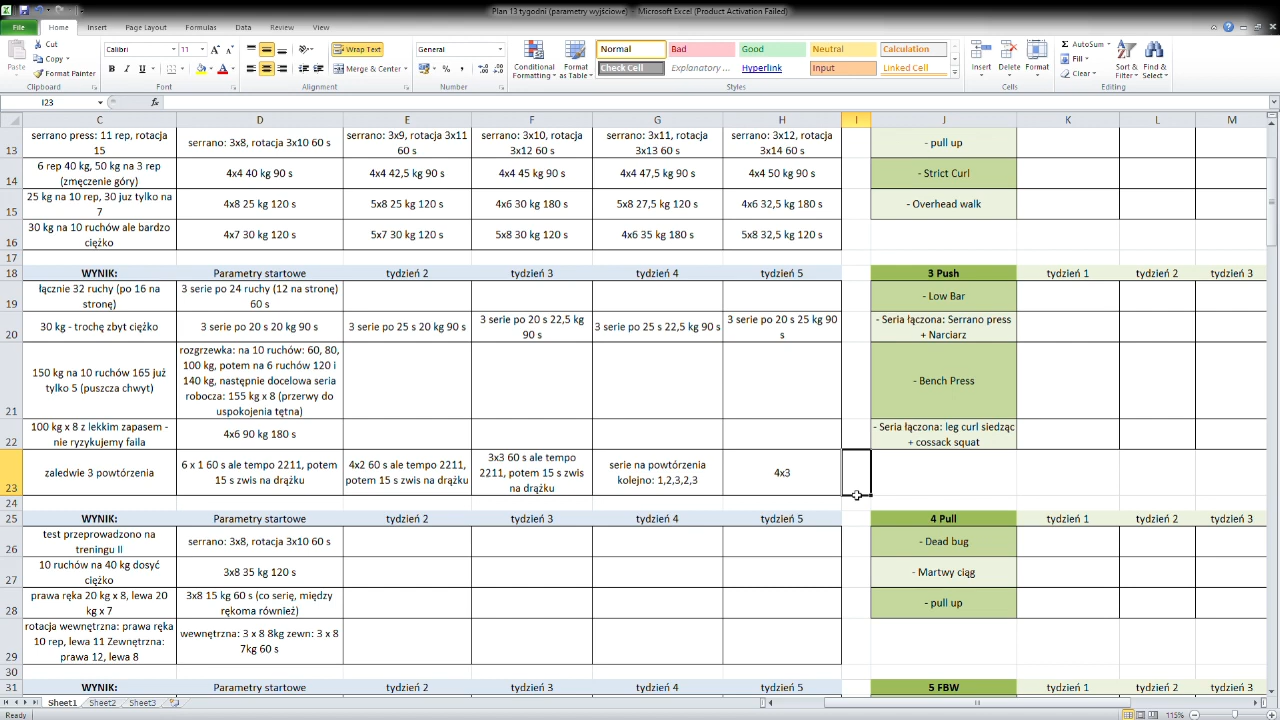 Plan 13 tygodni (parametry wyjściowe) - Microsoft Excel (Product Activation Failed)
File Home Insert Page Layout Formulas Data Review View
Paste Cut Copy Format Painter Clipboard
Calibri 11 Font
Wrap Text Merge & Center Alignment
General Number
Conditional Formatting Format as Table
Normal Bad Good Neutral Calculation
Check Cell Explanatory ... Hyperlink Input Linked Cell
Styles
Insert Delete Format Cells
AutoSum Fill Clear Sort & Filter Find & Select Editing
I23 fx
C D E F G H I J K L M
13 serrano press: 11 rep, rotacja 15 serrano: 3x8, rotacja 3x10 60 s serrano: 3x9, rotacja 3x11 60 s serrano: 3x10, rotacja 3x12 60 s serrano: 3x11, rotacja 3x13 60 s serrano: 3x12, rotacja 3x14 60 s - pull up
14 6 rep 40 kg, 50 kg na 3 rep (zmęczenie góry) 4x4 40 kg 90 s 4x4 42,5 kg 90 s 4x4 45 kg 90 s 4x4 47,5 kg 90 s 4x4 50 kg 90 s - Strict Curl
15 25 kg na 10 rep, 30 juz tylko na 7 4x8 25 kg 120 s 5x8 25 kg 120 s 4x6 30 kg 180 s 5x8 27,5 kg 120 s 4x6 32,5 kg 180 s - Overhead walk
16 30 kg na 10 ruchów ale bardzo ciężko 4x7 30 kg 120 s 5x7 30 kg 120 s 5x8 30 kg 120 s 4x6 35 kg 180 s 5x8 32,5 kg 120 s
17
18 WYNIK: Parametry startowe tydzień 2 tydzień 3 tydzień 4 tydzień 5 3 Push tydzień 1 tydzień 2 tydzień 3
19 łącznie 32 ruchy (po 16 na stronę) 3 serie po 24 ruchy (12 na stronę) 60 s - Low Bar
20 30 kg - trochę zbyt ciężko 3 serie po 20 s 20 kg 90 s 3 serie po 25 s 20 kg 90 s 3 serie po 20 s 22,5 kg 90 s 3 serie po 25 s 22,5 kg 90 s 3 serie po 20 s 25 kg 90 s - Seria łączona: Serrano press + Narciarz
21 150 kg na 10 ruchów 165 już tylko 5 (puszcza chwyt) rozgrzewka: na 10 ruchów: 60, 80, 100 kg, potem na 6 ruchów 120 i 140 kg, następnie docelowa seria robocza: 155 kg x 8 (przerwy do uspokojenia tętna) - Bench Press
22 100 kg x 8 z lekkim zapasem - nie ryzykujemy faila 4x6 90 kg 180 s - Seria łączona: leg curl siedząc + cossack squat
23 zaledwie 3 powtórzenia 6 x 1 60 s ale tempo 2211, potem 15 s zwis na drążku 4x2 60 s ale tempo 2211, potem 15 s zwis na drążku 3x3 60 s ale tempo 2211, potem 15 s zwis na drążku serie na powtórzenia kolejno: 1,2,3,2,3 4x3
24
25 WYNIK: Parametry startowe tydzień 2 tydzień 3 tydzień 4 tydzień 5 4 Pull tydzień 1 tydzień 2 tydzień 3
26 test przeprowadzono na treningu II serrano: 3x8, rotacja 3x10 60 s - Dead bug
27 10 ruchów na 40 kg dosyć ciężko 3x8 35 kg 120 s - Martwy ciąg
28 prawa ręka 20 kg x 8, lewa 20 kg x 7 3x8 15 kg 60 s (co serię, między rękoma również) - pull up
29 rotacja wewnętrzna: prawa ręka 10 rep, lewa 11 Zewnętrzna: prawa 12, lewa 8 wewnętrzna: 3 x 8 8kg zewn: 3 x 8 7kg 60 s
30
31 WYNIK: Parametry startowe tydzień 2 tydzień 3 tydzień 4 tydzień 5 5 FBW tydzień 1 tydzień 2 tydzień 3
Sheet1 Sheet2 Sheet3
Ready 115%